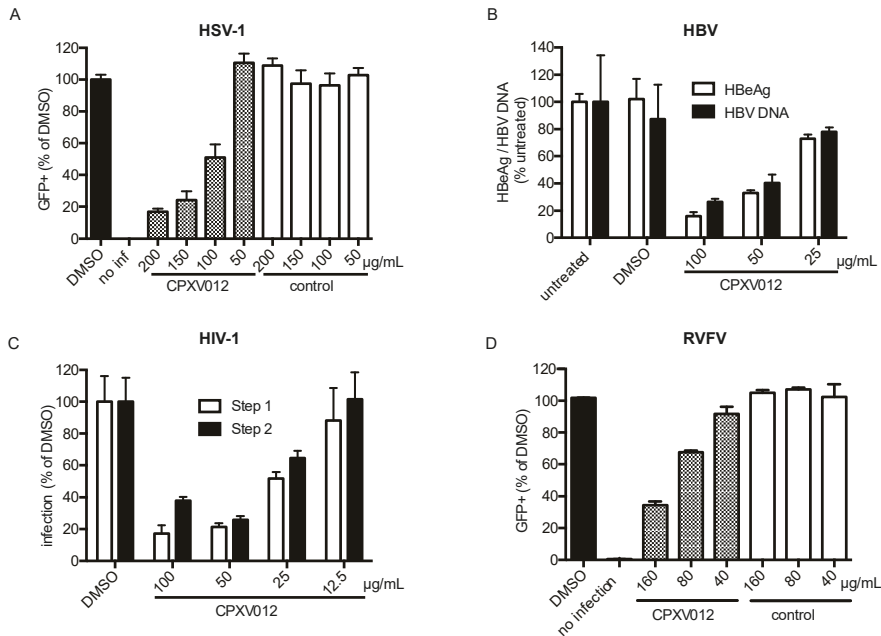 A
HSV-1
GFP+ (% of DMSO)
120
100
80
60
40
20
0
DMSO
no inf
200
150
100
50
200
150
100
50
µg/mL
CPXV012
control
B
HBV
HBeAg / HBV DNA
(% untreated)
140
120
100
80
60
40
20
0
HBeAg
HBV DNA
untreated
DMSO
100
50
25
µg/mL
CPXV012
C
HIV-1
infection (% of DMSO)
120
100
80
60
40
20
0
Step 1
Step 2
DMSO
100
50
25
12.5
µg/mL
CPXV012
D
RVFV
GFP+ (% of DMSO)
120
100
80
60
40
20
0
DMSO
no infection
160
80
40
160
80
40
µg/mL
CPXV012
control